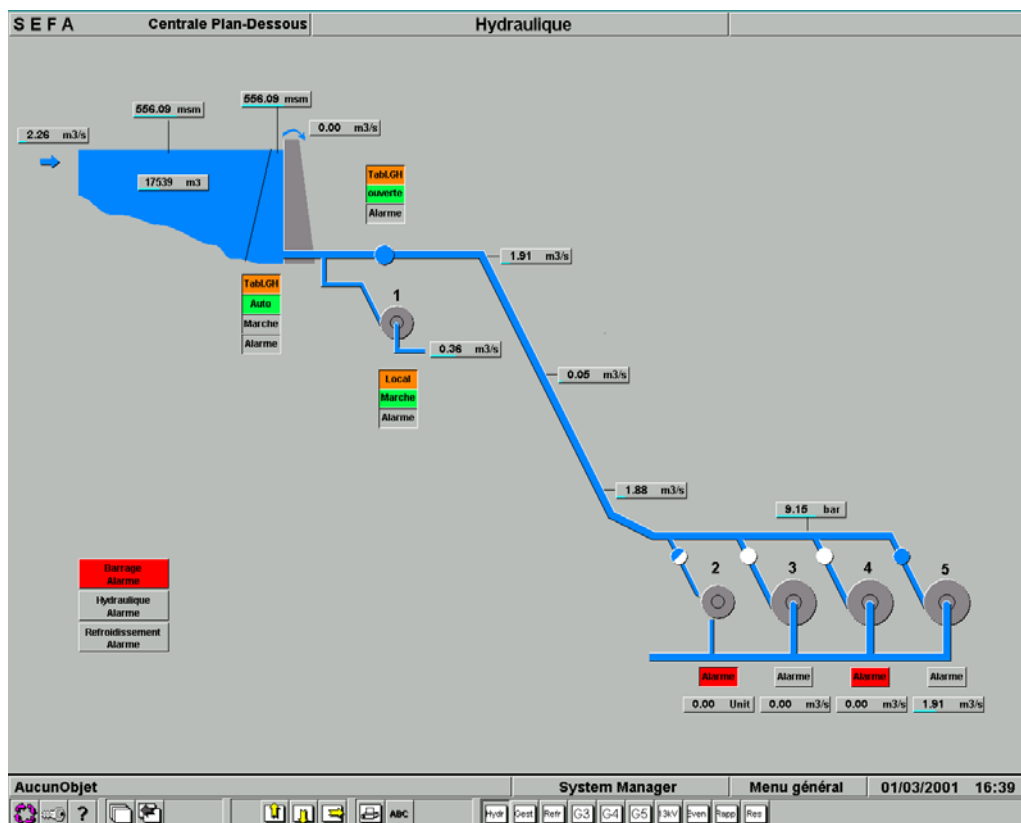 S E F A Centrale Plan-Dessous Hydraulique
556.09 msm
556.09 msm
2.26 m3/s
0.00 m3/s
17539 m3
Tabl.GH
ouverte
Alarme
1.91 m3/s
Tabl.GH
Auto
Marche
Alarme
1
0.36 m3/s
Local
Marche
Alarme
0.05 m3/s
1.88 m3/s
9.15 bar
Barrage
Alarme
Hydraulique
Alarme
Refroidissement
Alarme
2 3 4 5
Alarme Alarme Alarme Alarme
0.00 Unit 0.00 m3/s 0.00 m3/s 1.91 m3/s
AucunObjet System Manager Menu général 01/03/2001 16:39
? ABC Hydr Gest Refr G3 G4 G5 13kV Even Rapp Res